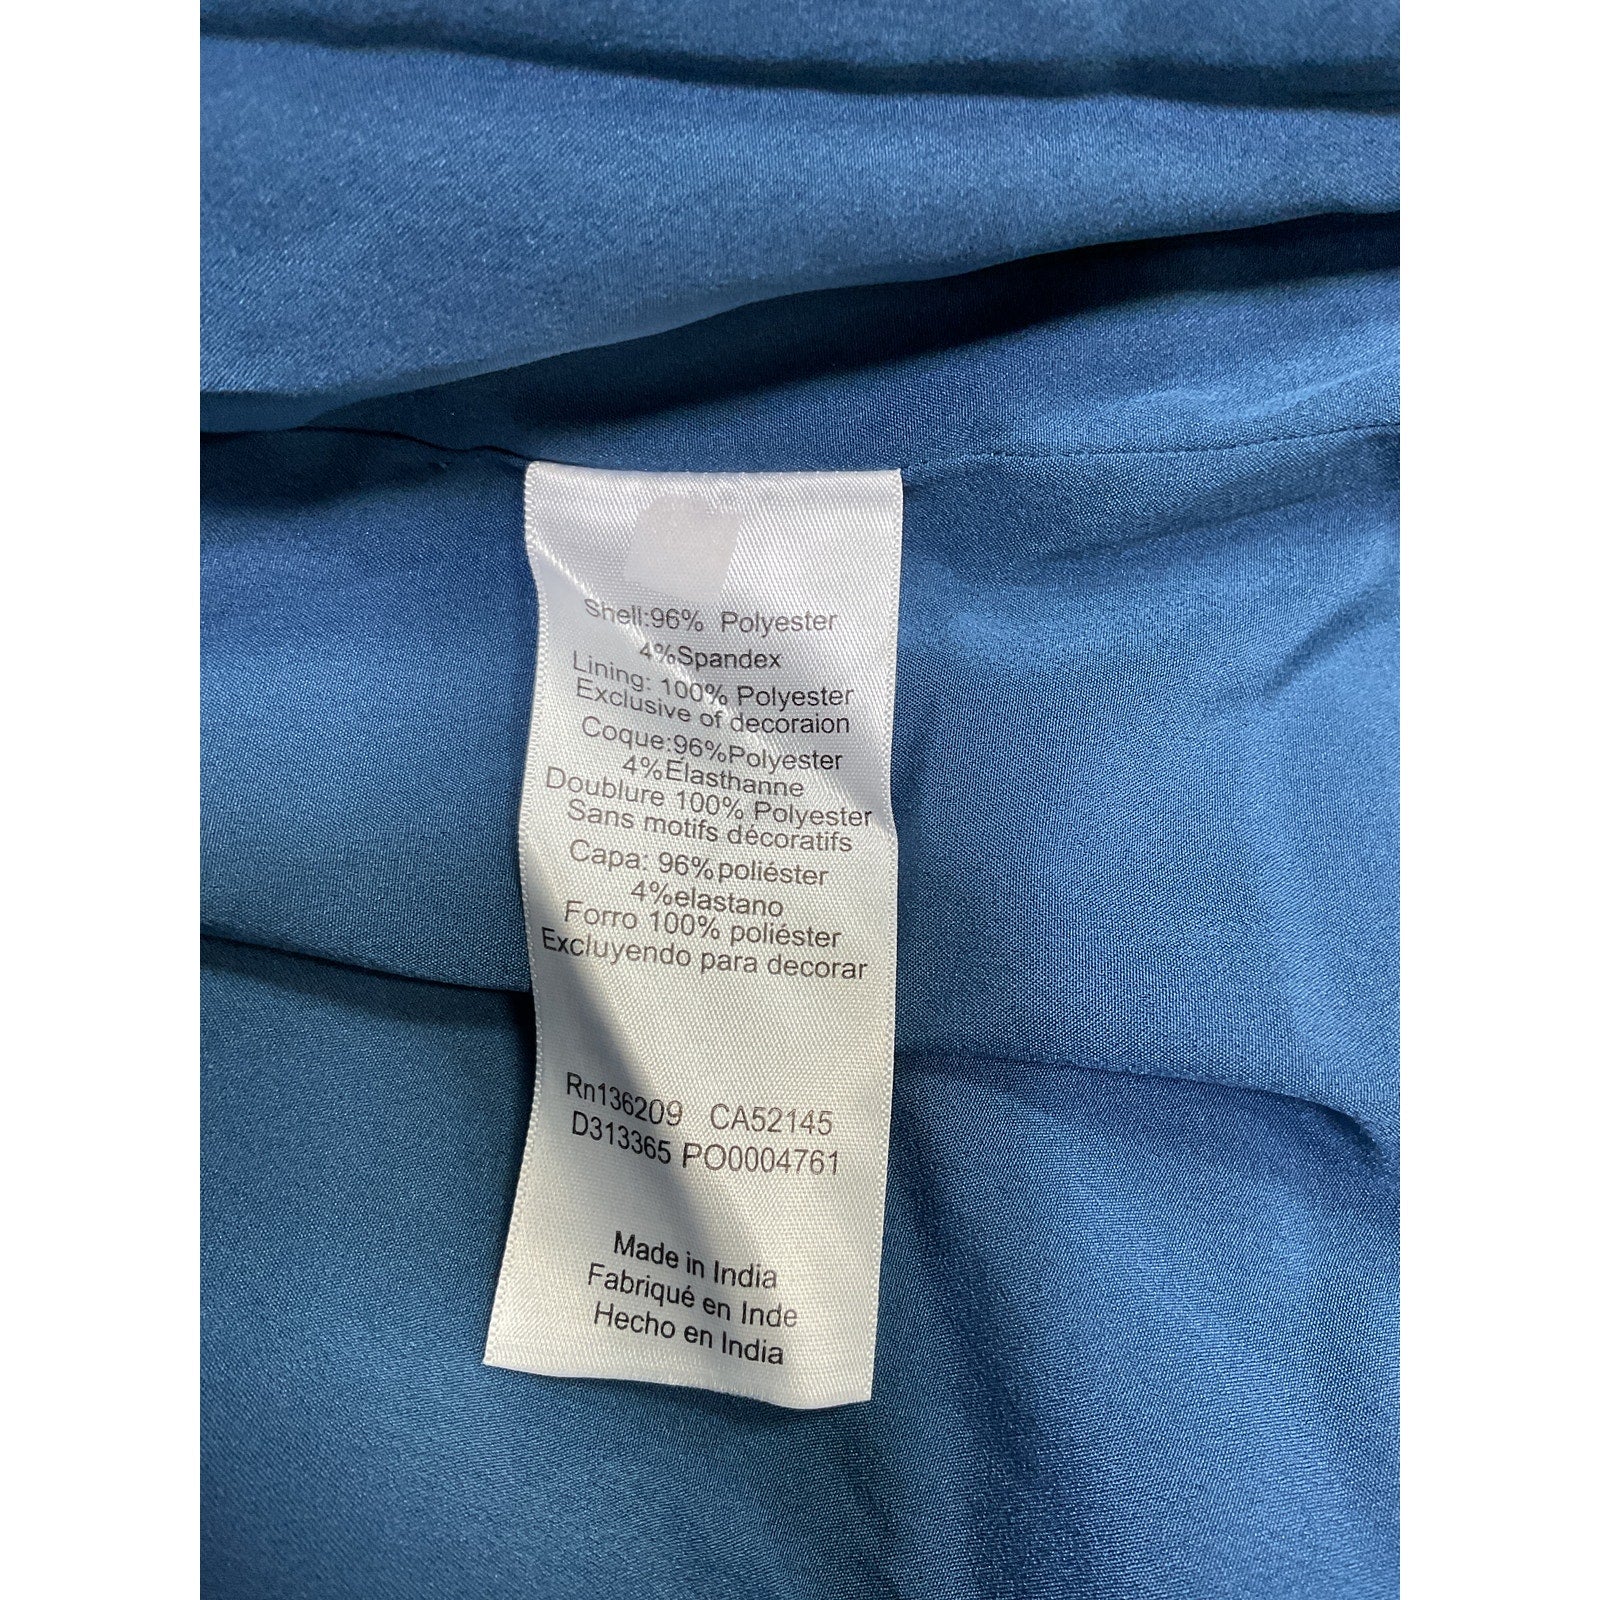 Shell:96% Polyester
4%Spandex
Lining: 100% Polyester
Exclusive of decoraion
Coque:96%Polyester
4%Elasthanne
Doublure 100% Polyester
Sans motifs décoratifs
Capa: 96%poliéster
4%elastano
Forro 100% poliéster
Excluyendo para decorar
Rn136209 CA52145
D313365 PO0004761
Made in India
Fabriqué en Inde
Hecho en India